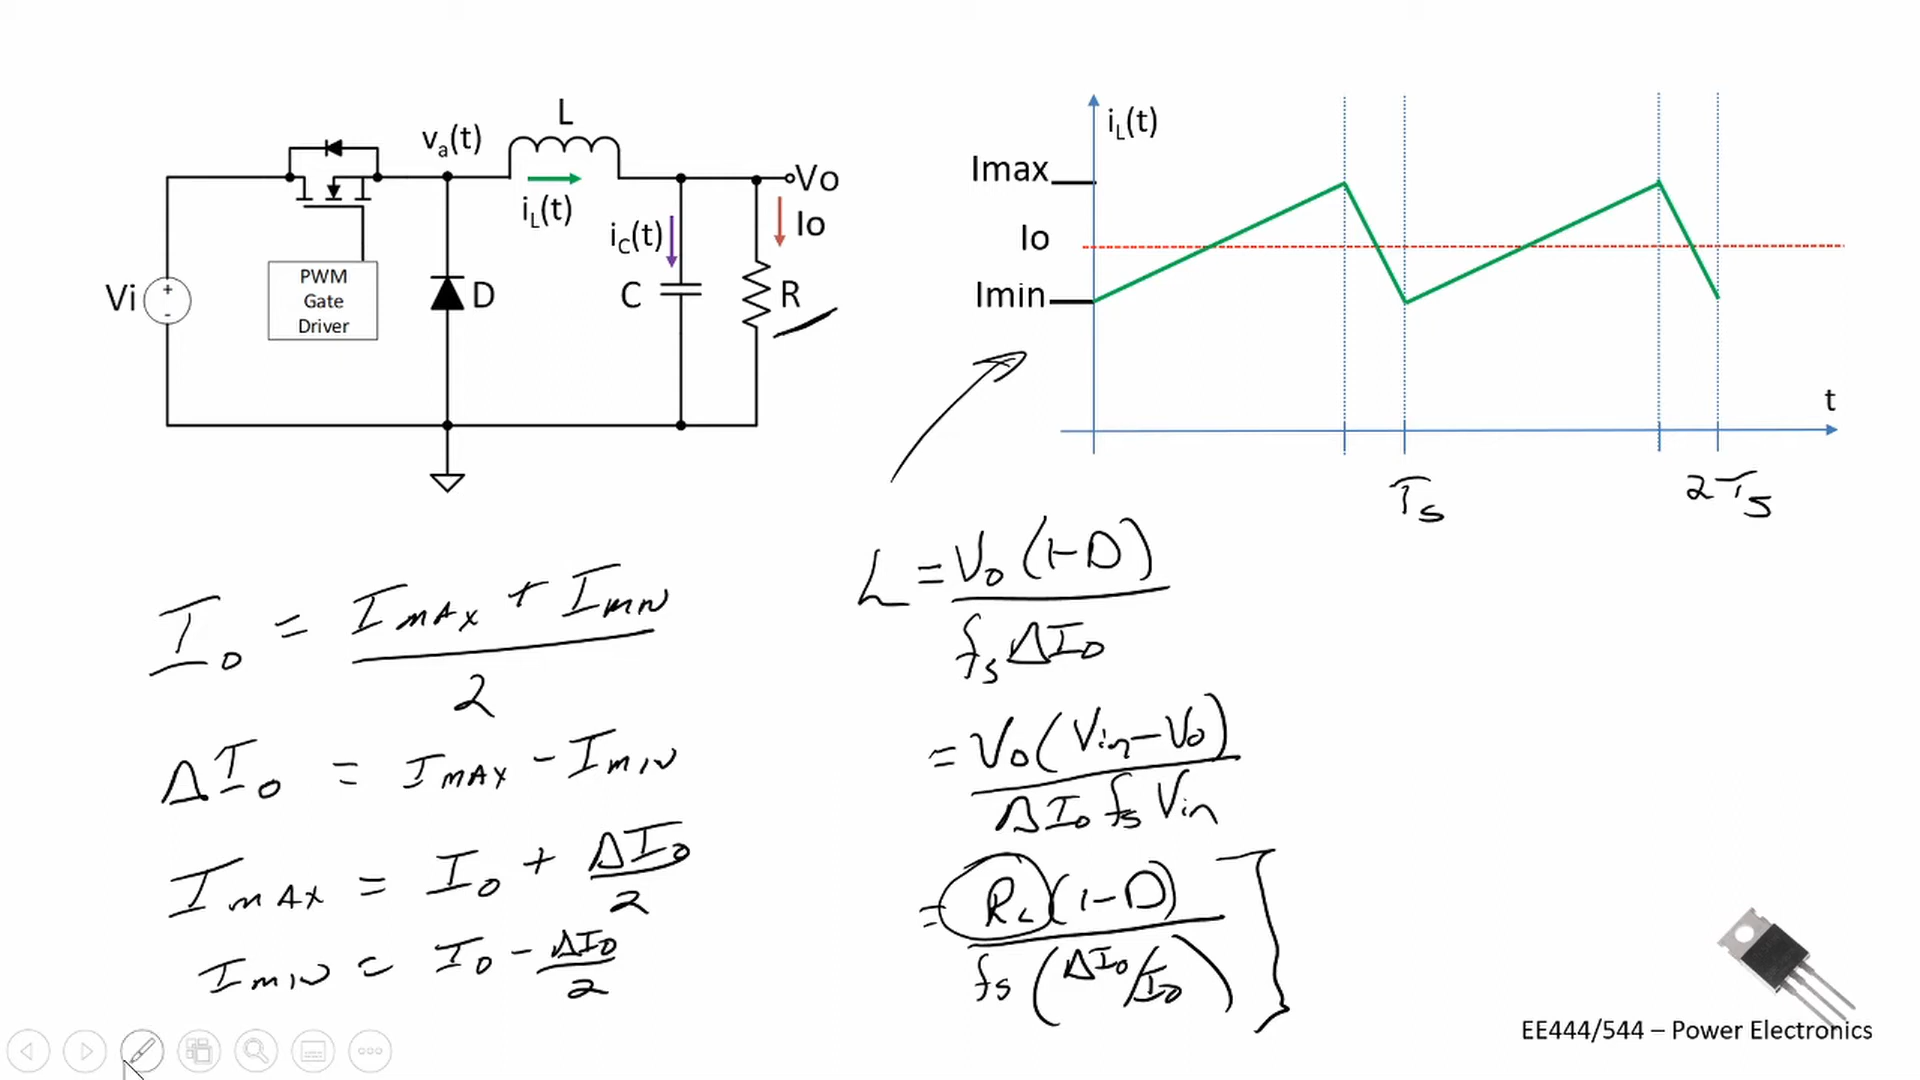 L
va(t)
iL(t)
Vo
Io
iC(t)
PWM
Gate
Driver
Vi
+
-
D
C
R
iL(t)
Imax
Io
Imin
t
Ts
2Ts
Io = Imax + Imin
2
ΔIo = Imax - Imin
Imax = Io + ΔIo
2
Imin = Io - ΔIo
2
L = Vo (1-D)
fs ΔIo
= Vo (Vin-Vo)
ΔIo fs Vin
= RL (1-D)
fs (ΔIo/Io)
EE444/544 – Power Electronics